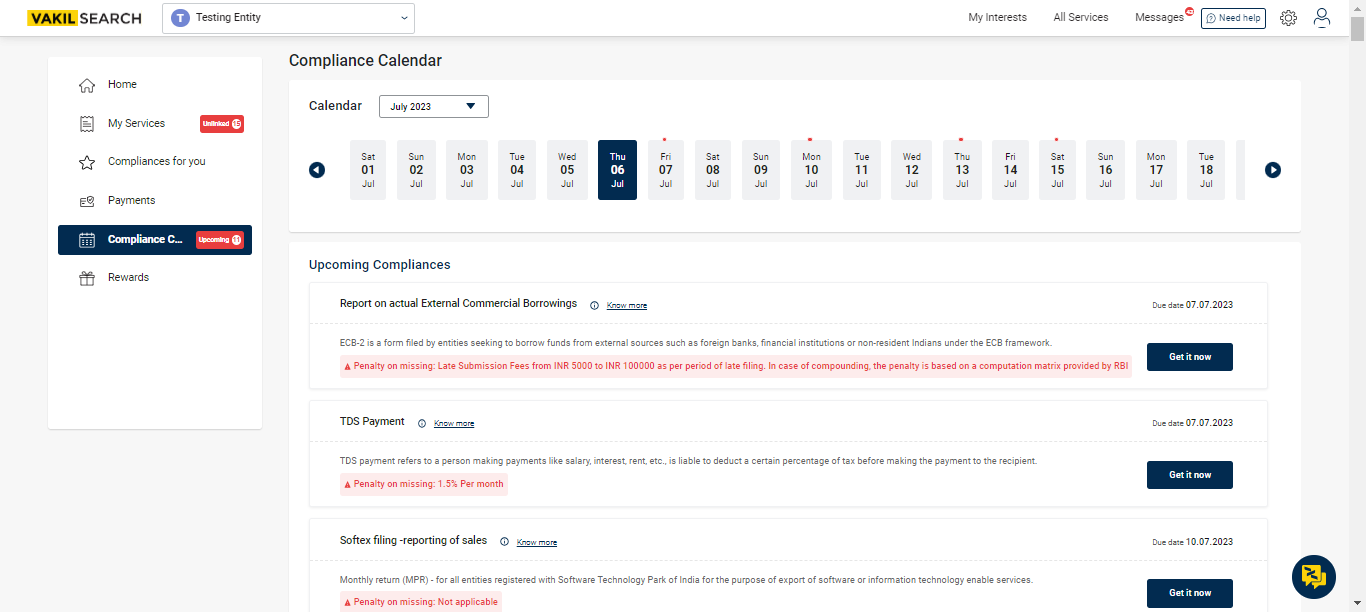 VAKILSEARCH
T Testing Entity
My Interests
All Services
Messages
Need help
Home
My Services Unlinked 15
Compliances for you
Payments
Compliance C... Upcoming 11
Rewards
Compliance Calendar
Calendar July 2023
Sat Sun Mon Tue Wed Thu Fri Sat Sun Mon Tue Wed Thu Fri Sat Sun Mon Tue
01 02 03 04 05 06 07 08 09 10 11 12 13 14 15 16 17 18
Jul Jul Jul Jul Jul Jul Jul Jul Jul Jul Jul Jul Jul Jul Jul Jul Jul Jul
Upcoming Compliances
Report on actual External Commercial Borrowings Know more Due date 07.07.2023
ECB-2 is a form filed by entities seeking to borrow funds from external sources such as foreign banks, financial institutions or non-resident Indians under the ECB framework.
Penalty on missing: Late Submission Fees from INR 5000 to INR 100000 as per period of late filing. In case of compounding, the penalty is based on a computation matrix provided by RBI
Get it now
TDS Payment Know more Due date 07.07.2023
TDS payment refers to a person making payments like salary, interest, rent, etc., is liable to deduct a certain percentage of tax before making the payment to the recipient.
Penalty on missing: 1.5% Per month
Get it now
Softex filing -reporting of sales Know more Due date 10.07.2023
Monthly return (MPR) - for all entities registered with Software Technology Park of India for the purpose of export of software or information technology enable services.
Penalty on missing: Not applicable
Get it now